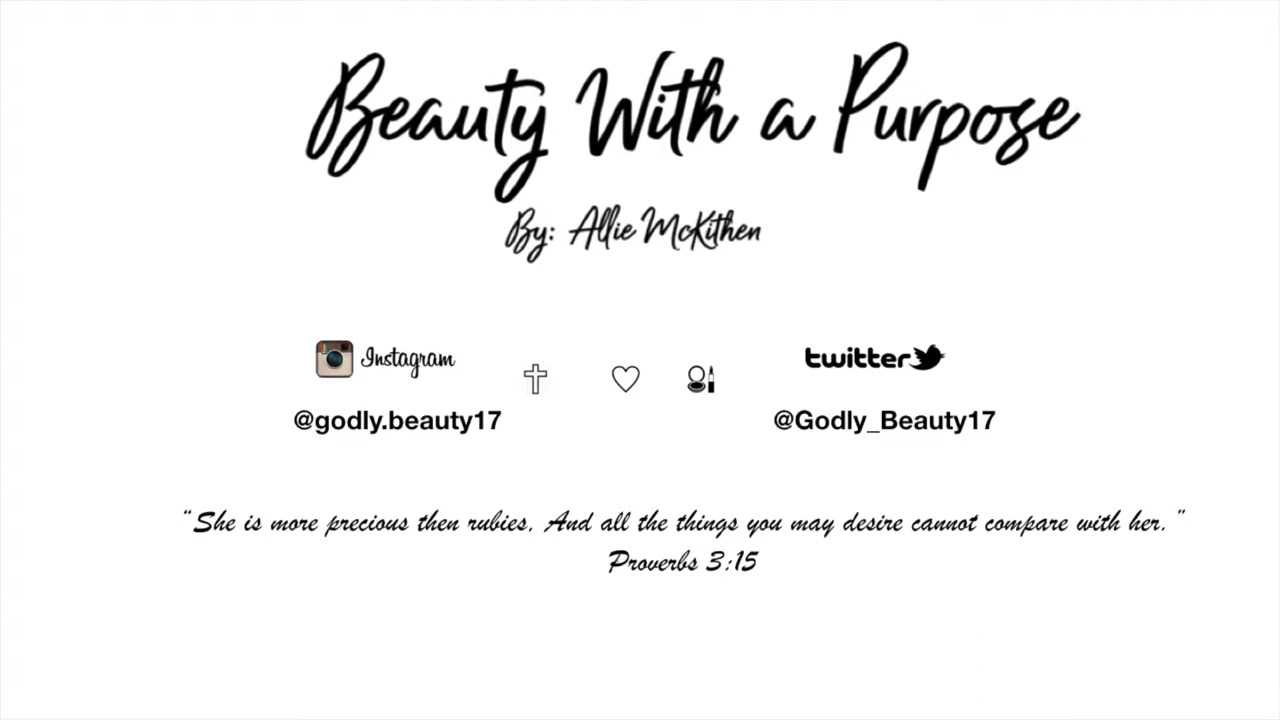 Beauty With a Purpose
By: Allie McKithen
Instagram
twitter
@godly.beauty17
@Godly_Beauty17
"She is more precious then rubies, And all the things you may desire cannot compare with her."
Proverbs 3:15